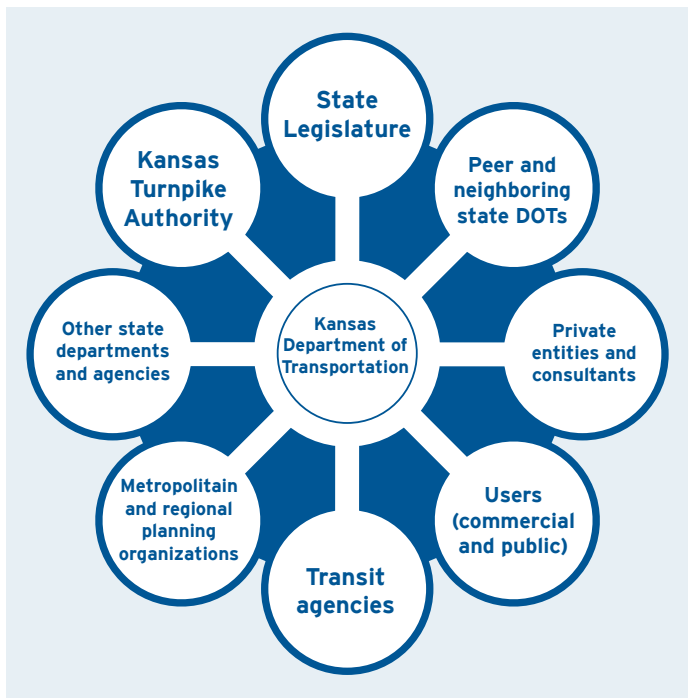 State
Legislature
Kansas
Turnpike
Authority
Peer and
neighboring
state DOTs
Other state
departments
and agencies
Kansas
Department of
Transportation
Private
entities and
consultants
Metropolitain
and regional
planning
organizations
Users
(commercial
and public)
Transit
agencies